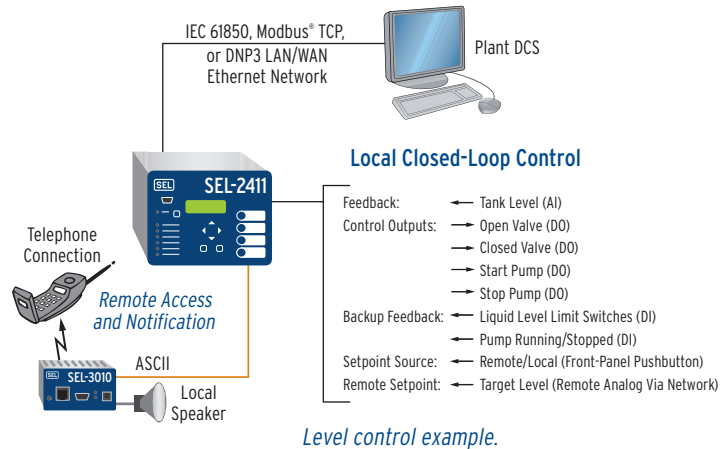 IEC 61850, Modbus® TCP,
or DNP3 LAN/WAN
Ethernet Network
Plant DCS
Local Closed-Loop Control
SEL
SEL-2411
Feedback: Tank Level (AI)
Control Outputs: Open Valve (DO)
Closed Valve (DO)
Start Pump (DO)
Stop Pump (DO)
Backup Feedback: Liquid Level Limit Switches (DI)
Pump Running/Stopped (DI)
Setpoint Source: Remote/Local (Front-Panel Pushbutton)
Remote Setpoint: Target Level (Remote Analog Via Network)
Telephone
Connection
Remote Access
and Notification
ASCII
SEL
SEL-3010
Local
Speaker
Level control example.